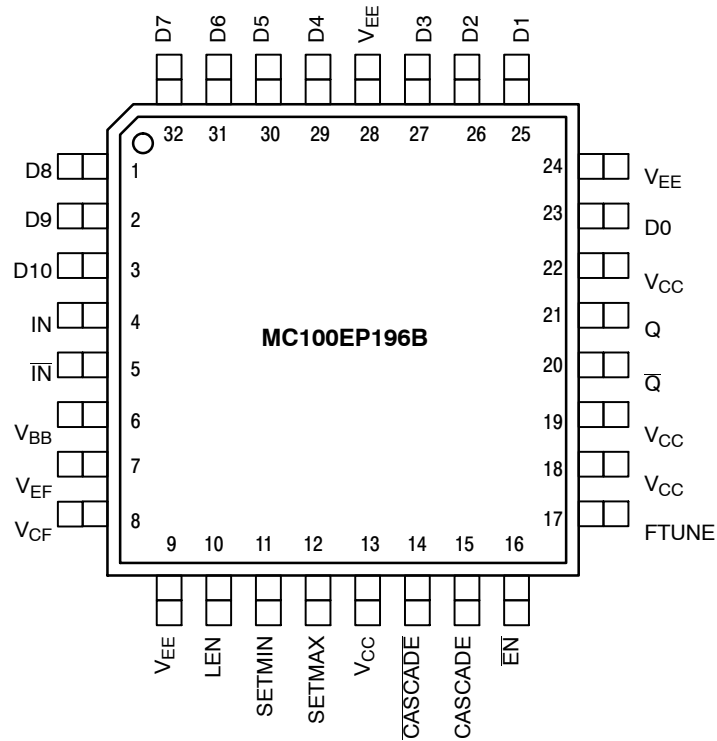 D7 D6 D5 D4 VEE D3 D2 D1
32 31 30 29 28 27 26 25
D8 1 24 VEE
D9 2 23 D0
D10 3 22 VCC
IN 4 21 Q
MC100EP196B
I̅N̅ 5 20 Q̅
VBB 6 19 VCC
VEF 7 18 VCC
VCF 8 17 FTUNE
9 10 11 12 13 14 15 16
VEE LEN SETMIN SETMAX VCC C̅A̅S̅C̅A̅D̅E̅ CASCADE E̅N̅